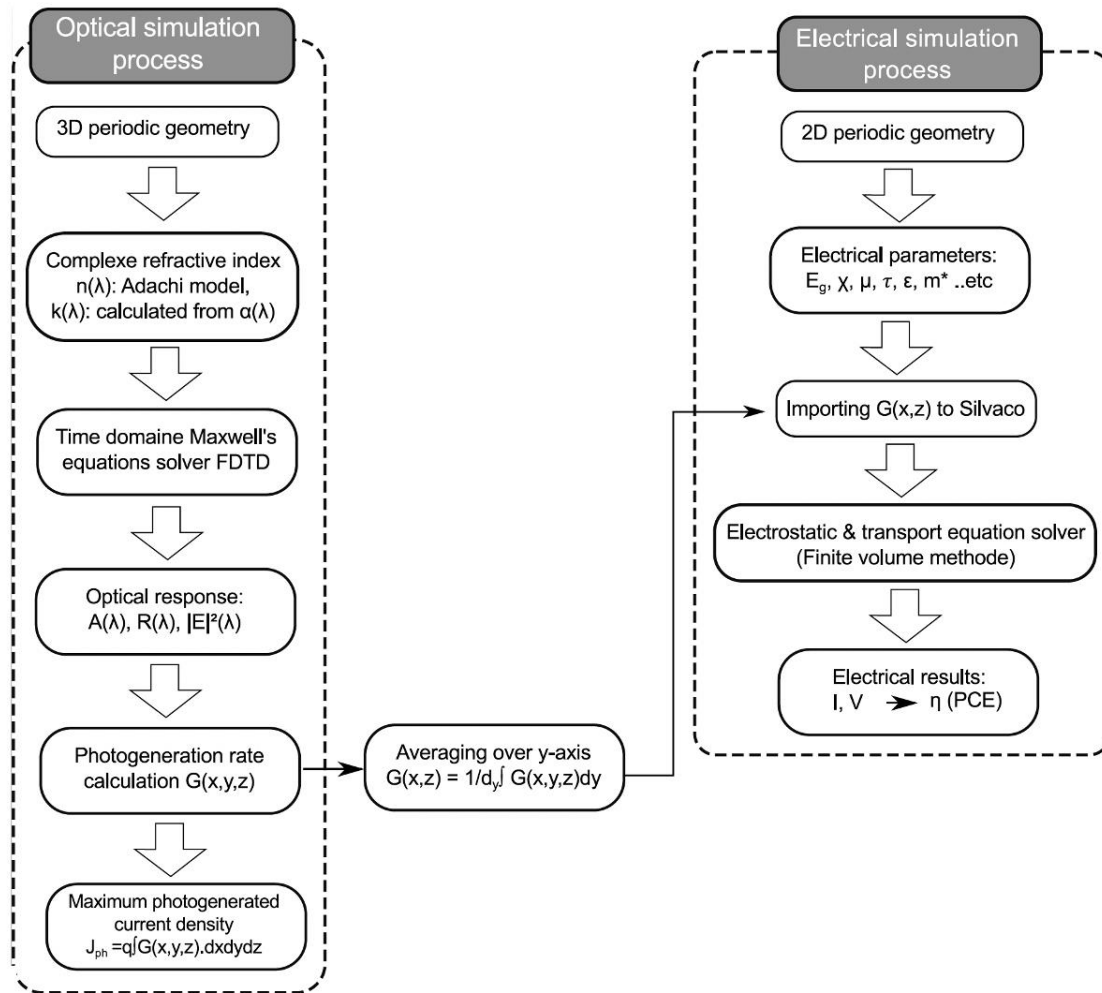 Optical simulation
process
3D periodic geometry
Complexe refractive index
n(λ): Adachi model,
k(λ): calculated from α(λ)
Time domaine Maxwell's
equations solver FDTD
Optical response:
A(λ), R(λ), |E|²(λ)
Photogeneration rate
calculation G(x,y,z)
Maximum photogenerated
current density
J_ph =q∫G(x,y,z).dxdydz
Averaging over y-axis
G(x,z) = 1/d_y∫ G(x,y,z)dy
Electrical simulation
process
2D periodic geometry
Electrical parameters:
E_g, χ, μ, τ, ε, m* ..etc
Importing G(x,z) to Silvaco
Electrostatic & transport equation solver
(Finite volume methode)
Electrical results:
I, V → η (PCE)